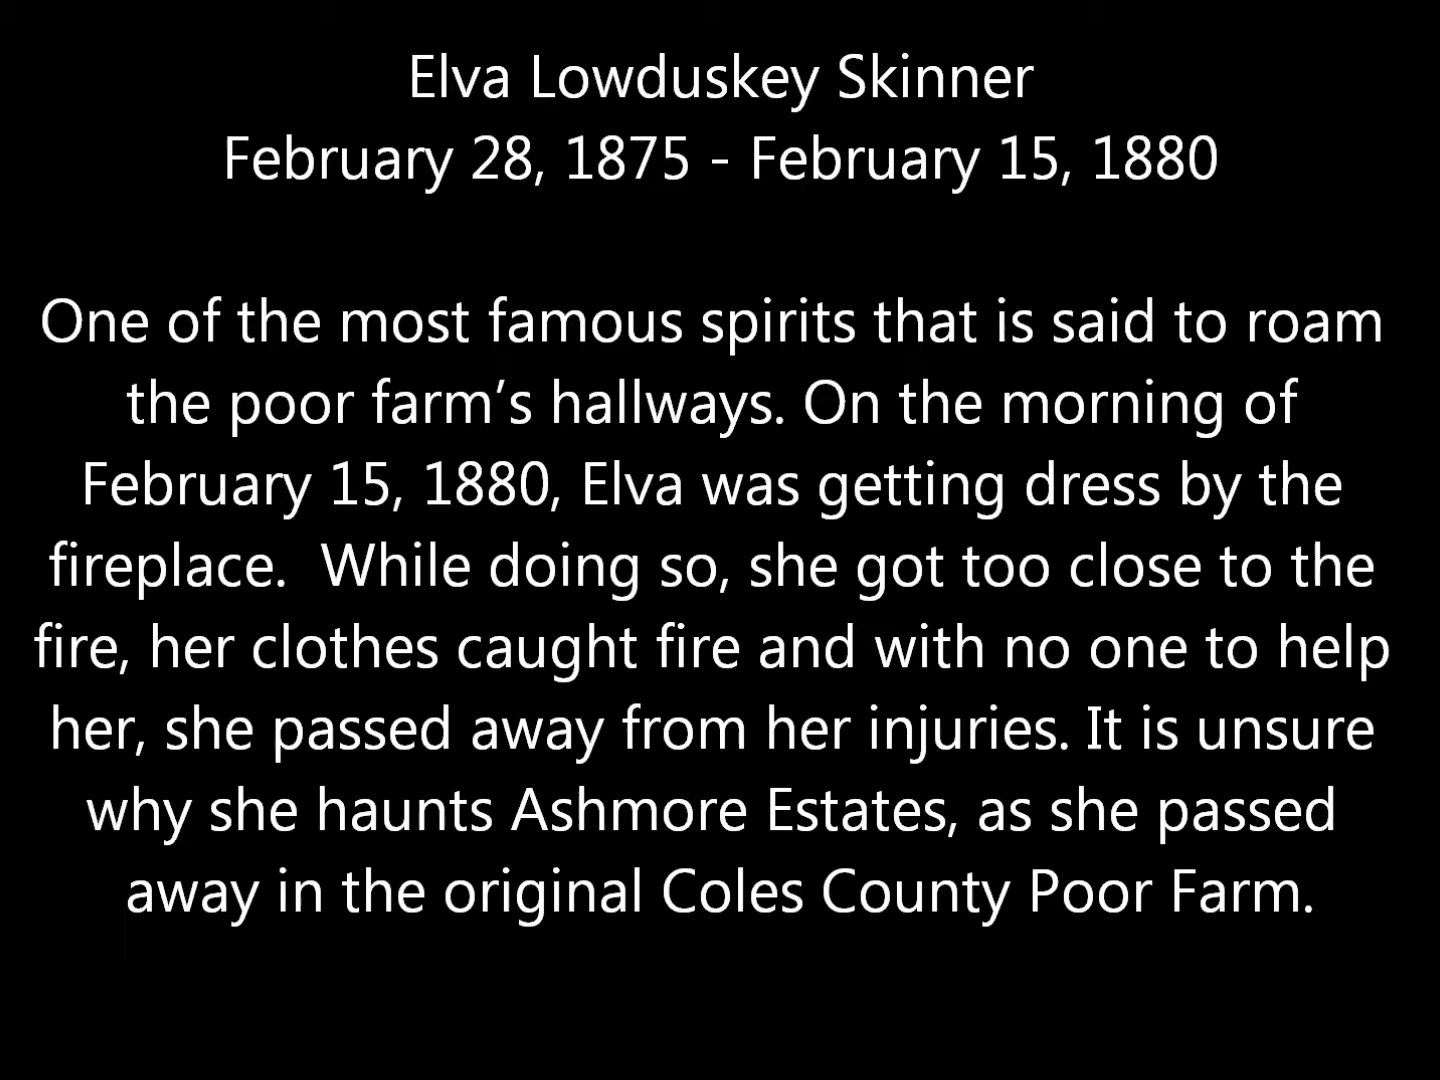 Elva Lowduskey Skinner
February 28, 1875 - February 15, 1880
One of the most famous spirits that is said to roam
the poor farm’s hallways. On the morning of
February 15, 1880, Elva was getting dress by the
fireplace.  While doing so, she got too close to the
fire, her clothes caught fire and with no one to help
her, she passed away from her injuries. It is unsure
why she haunts Ashmore Estates, as she passed
away in the original Coles County Poor Farm.